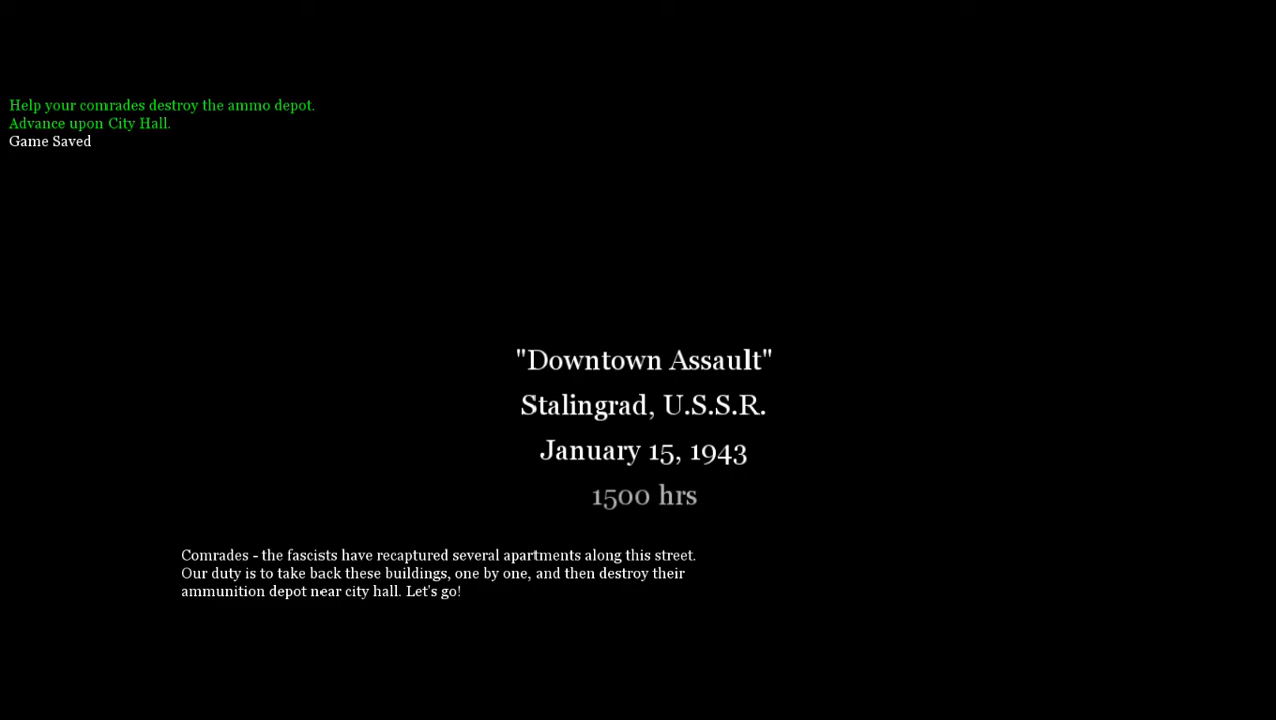 Help your comrades destroy the ammo depot.
Advance upon City Hall.
Game Saved
"Downtown Assault"
Stalingrad, U.S.S.R.
January 15, 1943
1500 hrs
Comrades - the fascists have recaptured several apartments along this street.
Our duty is to take back these buildings, one by one, and then destroy their
ammunition depot near city hall. Let's go!